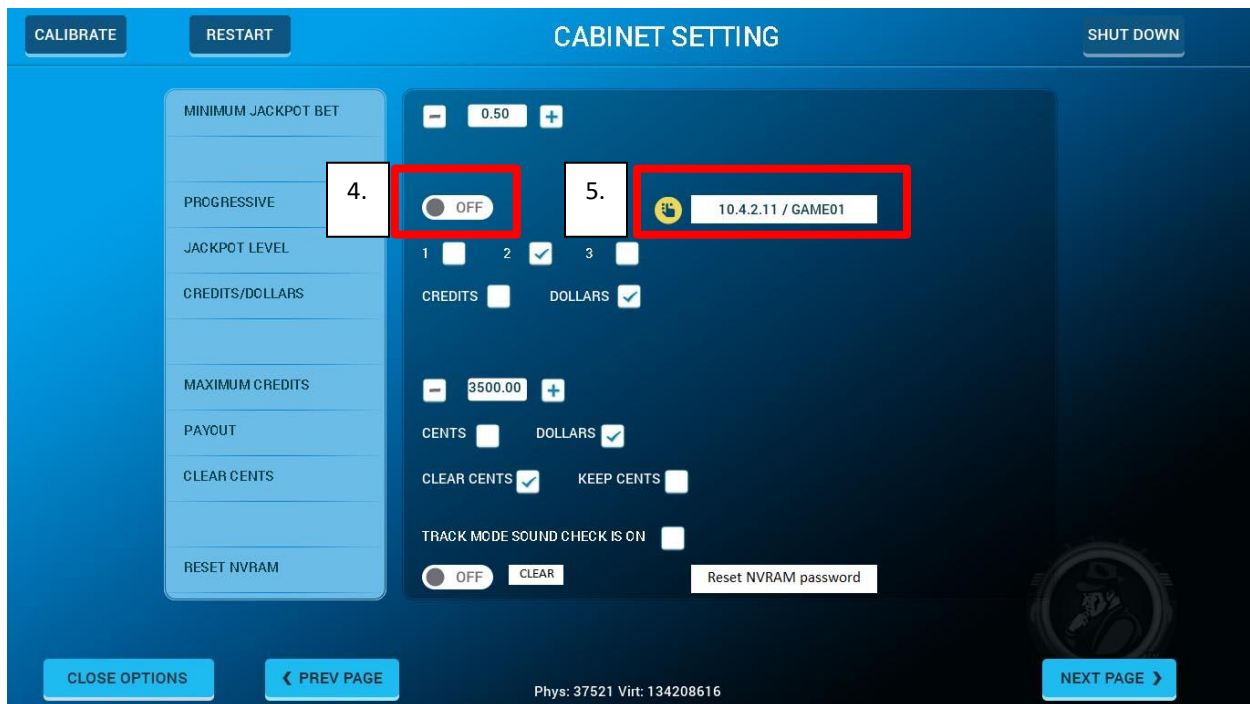 CALIBRATE RESTART CABINET SETTING SHUT DOWN
MINIMUM JACKPOT BET - 0.50 +
PROGRESSIVE 4. OFF 5. 10.4.2.11 / GAME01
JACKPOT LEVEL 1 2 3
CREDITS/DOLLARS CREDITS DOLLARS
MAXIMUM CREDITS - 3500.00 +
PAYOUT CENTS DOLLARS
CLEAR CENTS CLEAR CENTS KEEP CENTS
TRACK MODE SOUND CHECK IS ON
RESET NVRAM OFF CLEAR Reset NVRAM password
CLOSE OPTIONS ❮ PREV PAGE Phys: 37521 Virt: 134208616 NEXT PAGE ❯